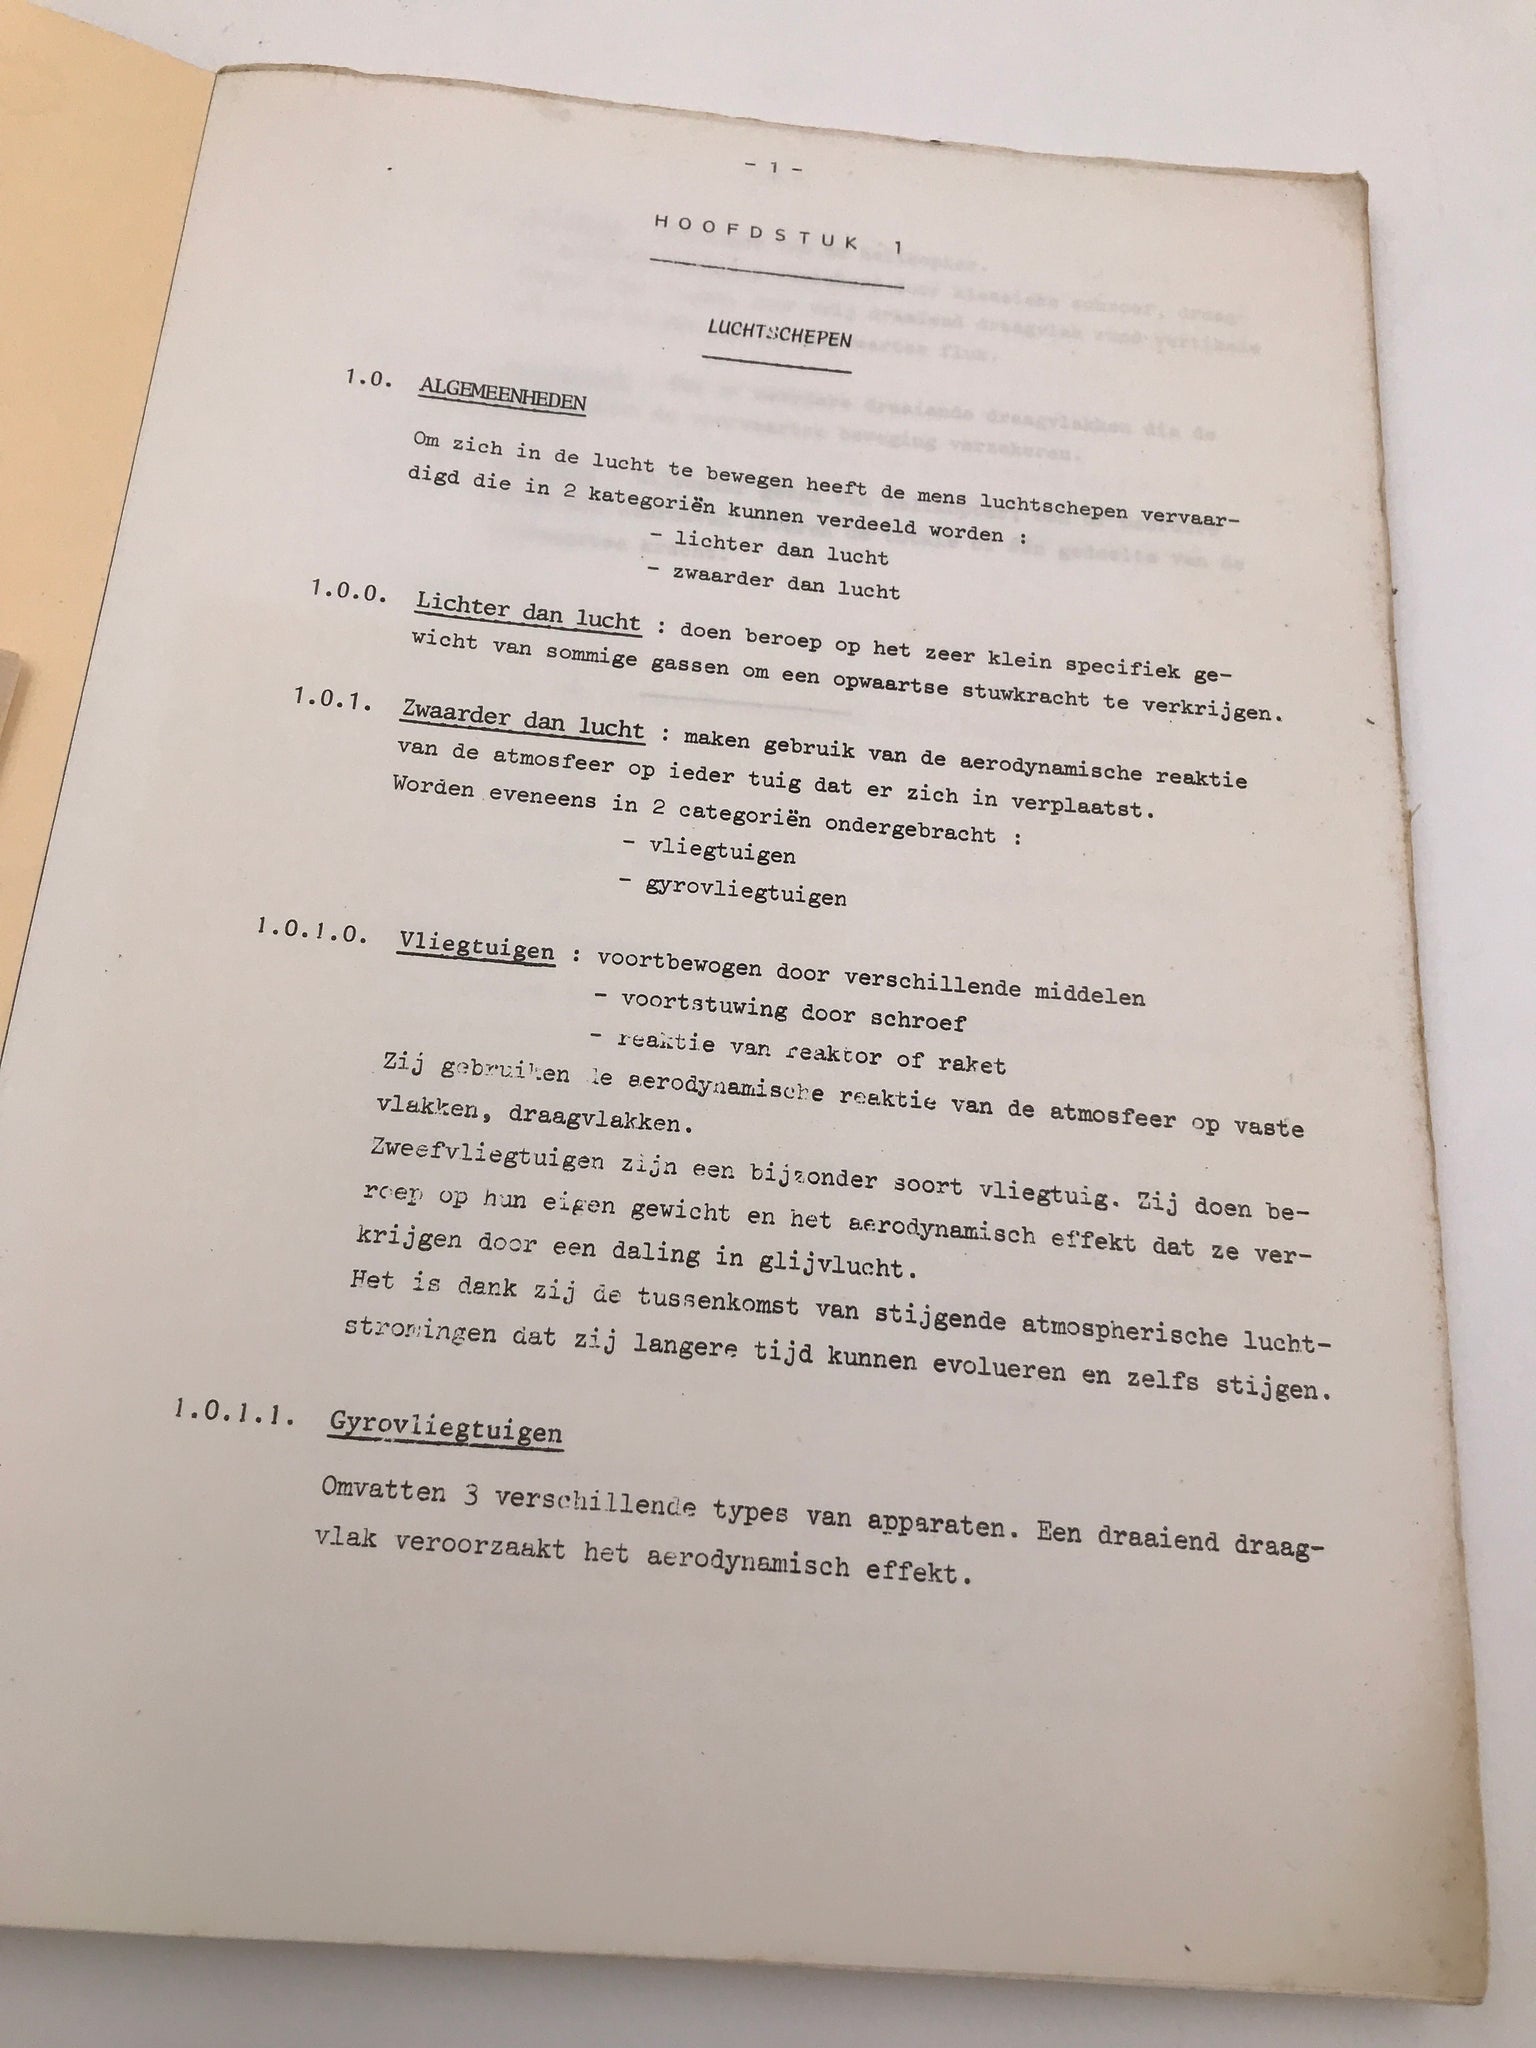 - 1 -
HOOFDSTUK 1
LUCHTSCHEPEN
1.0. ALGEMEENHEDEN
Om zich in de lucht te bewegen heeft de mens luchtschepen vervaar-
digd die in 2 kategoriën kunnen verdeeld worden :
- lichter dan lucht
- zwaarder dan lucht
1.0.0. Lichter dan lucht : doen beroep op het zeer klein specifiek ge-
wicht van sommige gassen om een opwaartse stuwkracht te verkrijgen.
1.0.1. Zwaarder dan lucht : maken gebruik van de aerodynamische reaktie
van de atmosfeer op ieder tuig dat er zich in verplaatst.
Worden eveneens in 2 categoriën ondergebracht :
- vliegtuigen
- gyrovliegtuigen
1.0.1.0. Vliegtuigen : voortbewogen door verschillende middelen
- voortstuwing door schroef
- reaktie van reaktor of raket
Zij gebruiken de aerodynamische reaktie van de atmosfeer op vaste
vlakken, draagvlakken.
Zweefvliegtuigen zijn een bijzonder soort vliegtuig. Zij doen be-
roep op hun eigen gewicht en het aerodynamisch effekt dat ze ver-
krijgen door een daling in glijvlucht.
Het is dank zij de tussenkomst van stijgende atmospherische lucht-
stromingen dat zij langere tijd kunnen evolueren en zelfs stijgen.
1.0.1.1. Gyrovliegtuigen
Omvatten 3 verschillende types van apparaten. Een draaiend draag-
vlak veroorzaakt het aerodynamisch effekt.